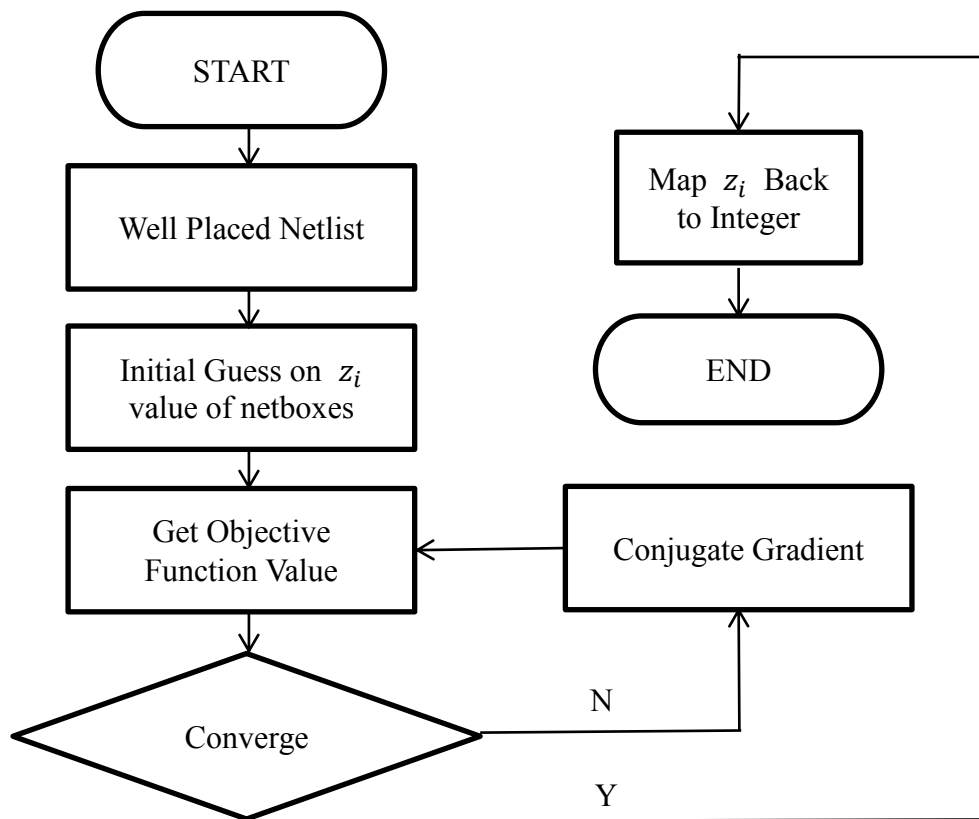 START
Well Placed Netlist
Initial Guess on z_i
value of netboxes
Get Objective
Function Value
Converge
N
Y
Conjugate Gradient
Map z_i Back
to Integer
END